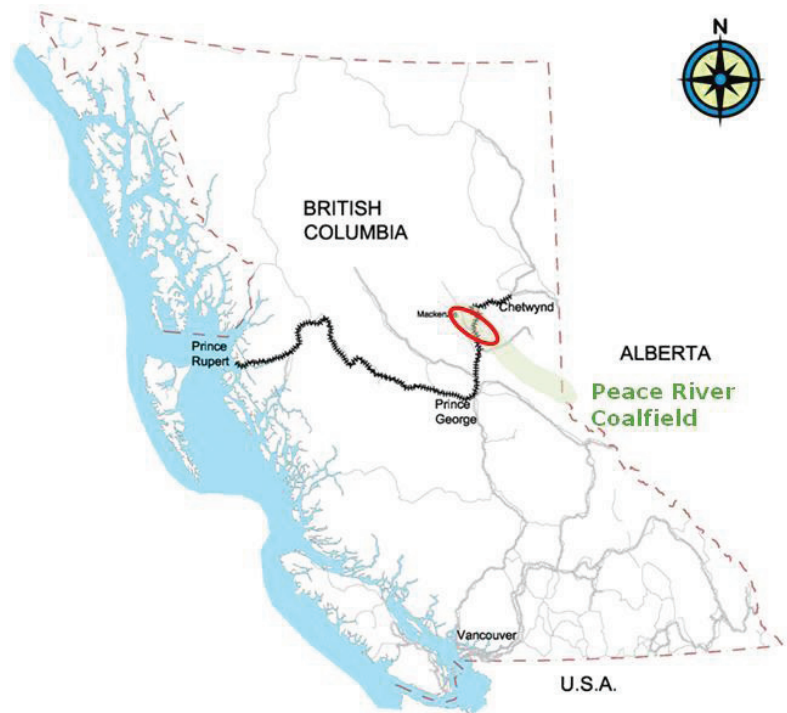 N
BRITISH
COLUMBIA
Chetwynd
Prince
Rupert
ALBERTA
Peace River
Coalfield
Prince
George
Vancouver
U.S.A.